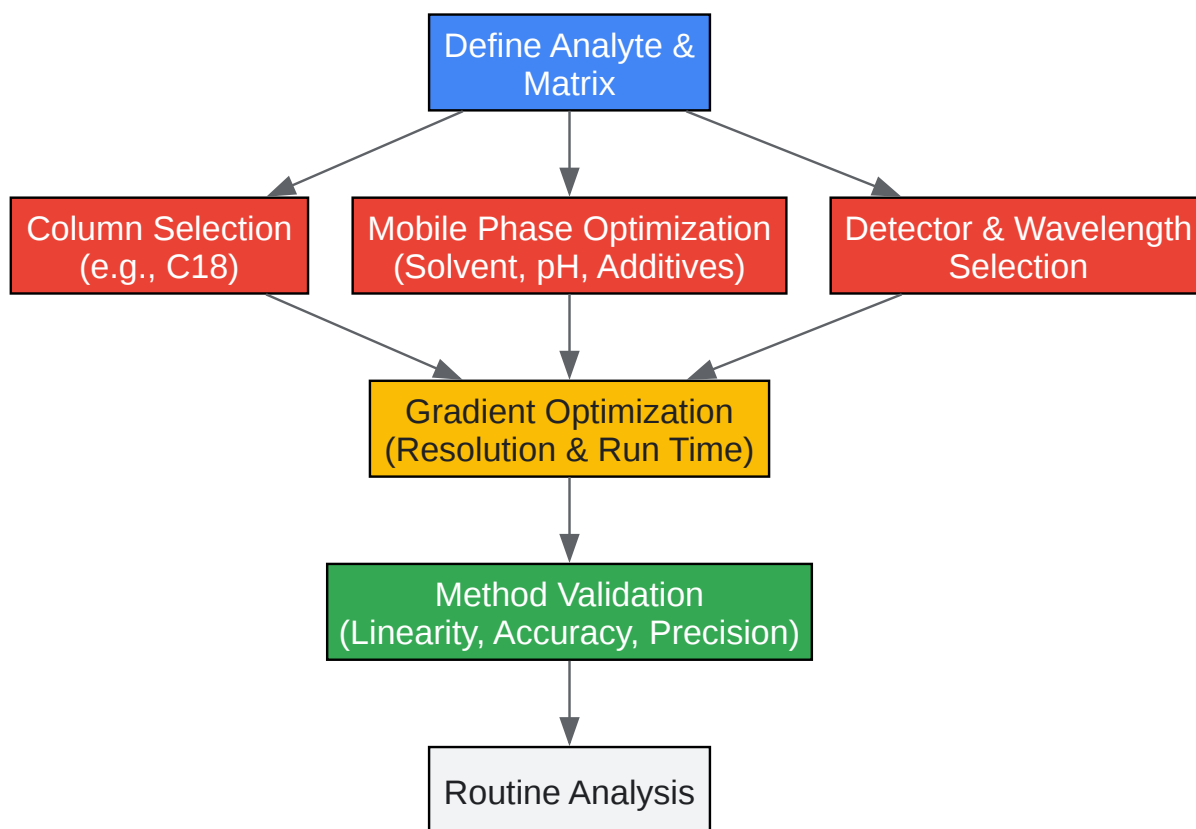 Define Analyte &
Matrix
Column Selection
(e.g., C18)
Mobile Phase Optimization
(Solvent, pH, Additives)
Detector & Wavelength
Selection
Gradient Optimization
(Resolution & Run Time)
Method Validation
(Linearity, Accuracy, Precision)
Routine Analysis